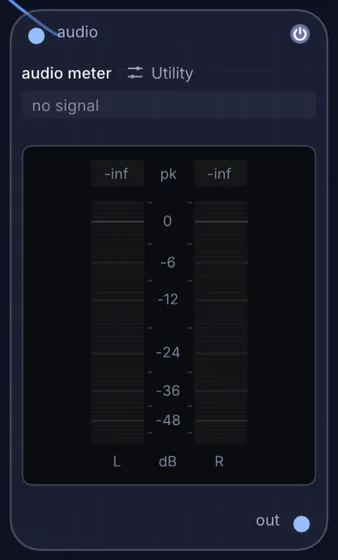 audio
audio meter Utility
no signal
-inf pk -inf
0
-6
-12
-24
-36
-48
L dB R
out